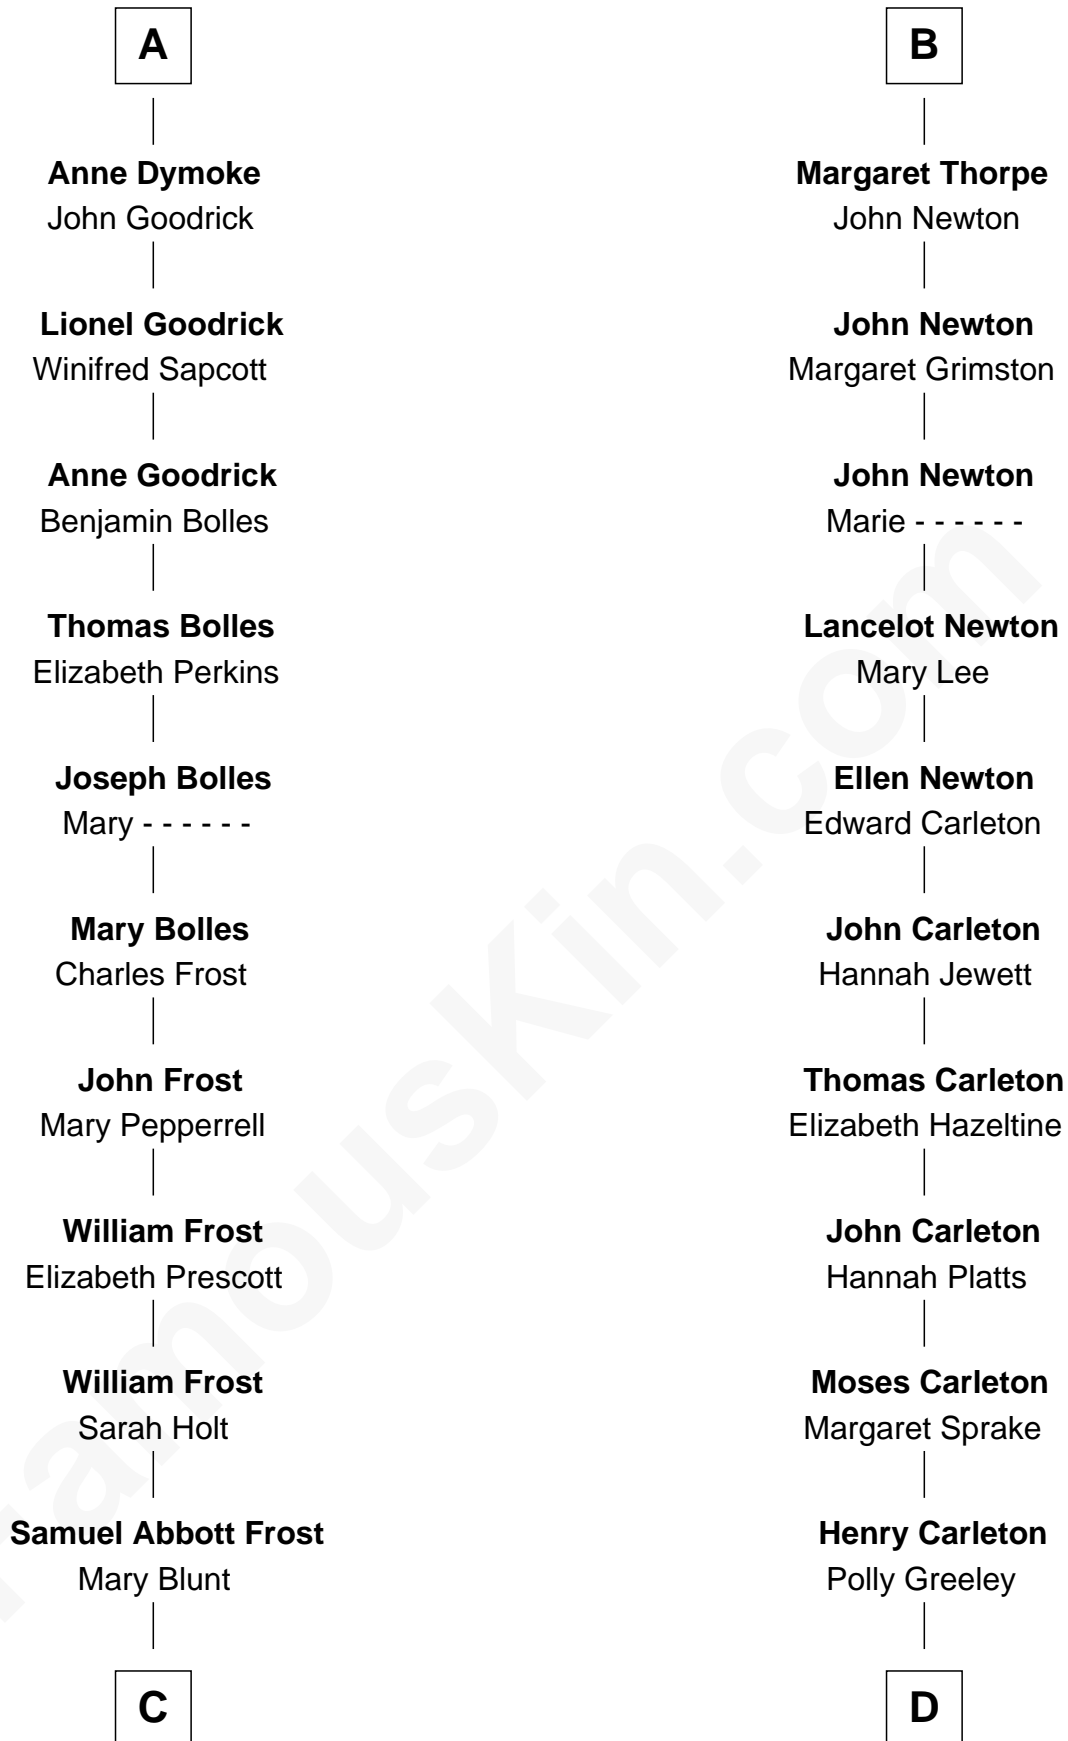 A
Anne Dymoke
John Goodrick
Lionel Goodrick
Winifred Sapcott
Anne Goodrick
Benjamin Bolles
Thomas Bolles
Elizabeth Perkins
Joseph Bolles
Mary - - - - - -
Mary Bolles
Charles Frost
John Frost
Mary Pepperrell
William Frost
Elizabeth Prescott
William Frost
Sarah Holt
Samuel Abbott Frost
Mary Blunt
C
B
Margaret Thorpe
John Newton
John Newton
Margaret Grimston
John Newton
Marie - - - - - -
Lancelot Newton
Mary Lee
Ellen Newton
Edward Carleton
John Carleton
Hannah Jewett
Thomas Carleton
Elizabeth Hazeltine
John Carleton
Hannah Platts
Moses Carleton
Margaret Sprake
Henry Carleton
Polly Greeley
D
FamousKin.com